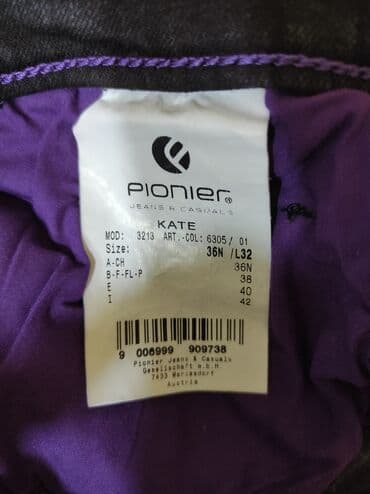 PIONIER®
JEANS & CASUALS
KATE
MOD: 3213 ART.-COL: 6305/ 01
Size: 36N /L32
A-CH 36N
B-F-FL-P 38
E 40
I 42
9 006999 909738
Pionier Jeans & Casuals
Gesellschaft m.b.H.
7433 Mariasdorf
Austria